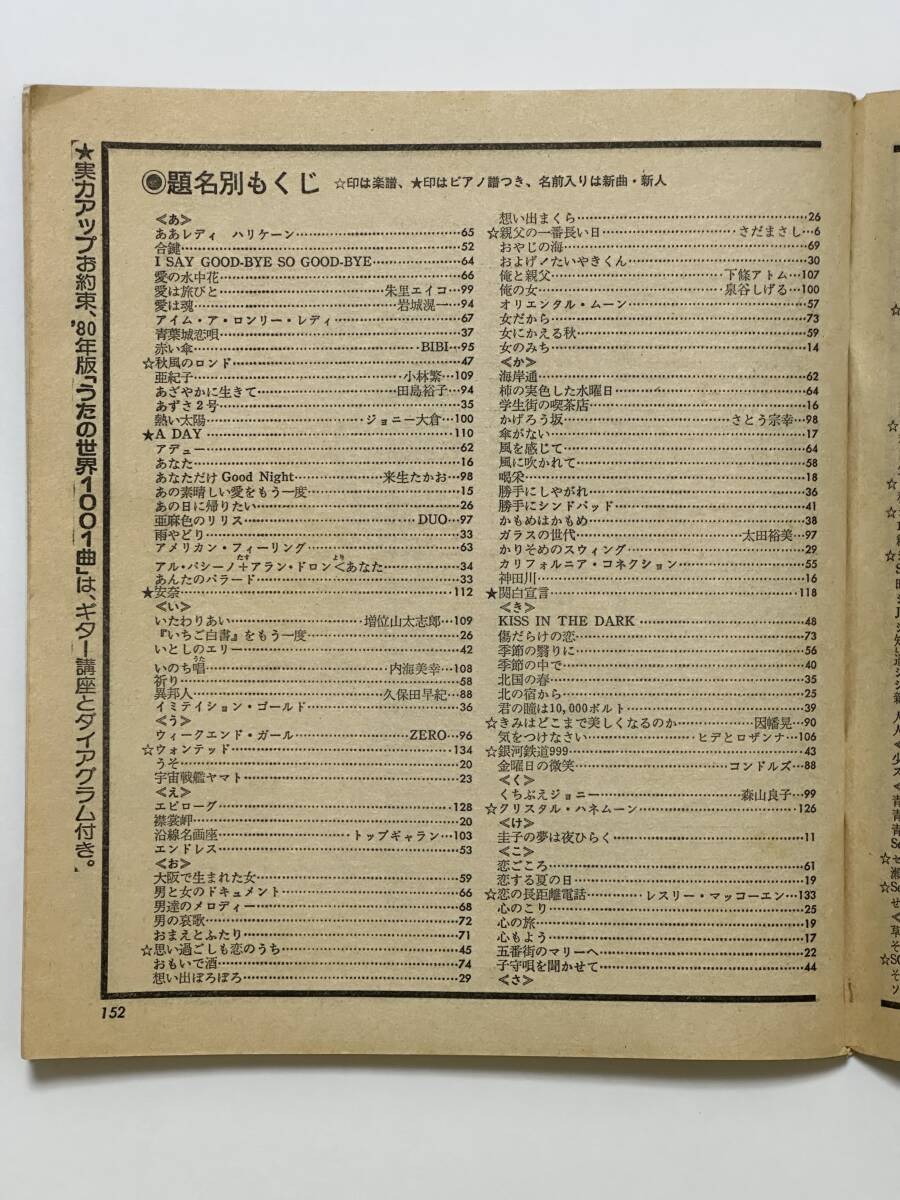 ★実力アップお約束、'80年版「うたの世界1001曲」は、ギター講座とダイアグラム付き。
◉題名別もくじ ☆印は楽譜、★印はピアノ譜つき、名前入りは新曲・新人
≪あ≫
ああレディ ハリケーン……65
合鍵……52
I SAY GOOD-BYE SO GOOD-BYE……64
愛の水中花……66
愛は旅びと……朱里エイコ…99
愛は魂……岩城滉一…94
アイム・ア・ロンリー・レディ……67
青葉城恋唄……37
赤い傘……BIBI…95
☆秋風のロンド……47
亜紀子……小林繁…109
あざやかに生きて……田島裕子…94
あずさ2号……35
熱い太陽……ジョニー大倉…100
★A DAY……110
アデュー……62
あなた……16
あなただけ Good Night……来生たかお…98
あの素晴しい愛をもう一度……15
あの日に帰りたい……26
亜麻色のリリス……DUO…97
雨やどり……33
アメリカン・フィーリング……63
アル・パシーノ+たすアラン・ドロン<よりあなた……34
あんたのバラード……33
★安奈……112
≪い≫
いたわりあい……増位山太志郎…109
『いちご白書』をもう一度……26
いとしのエリー……42
いのち唱うた……内海美幸…108
祈り……58
異邦人……久保田早紀…88
イミテイション・ゴールド……36
≪う≫
ウィークエンド・ガール……ZERO…96
☆ウォンテッド……134
うそ……20
宇宙戦艦ヤマト……23
≪え≫
エピローグ……128
襟裳岬……20
沿線名画座……トップギャラン…103
エンドレス……53
≪お≫
大阪で生まれた女……59
男と女のドキュメント……66
男達のメロディー……68
男の哀歌……72
おまえとふたり……71
☆思い過ごしも恋のうち……45
おもいで酒……74
想い出ぼろぼろ……29
想い出まくら……26
☆親父の一番長い日……さだまさし…6
おやじの海……69
およげ!たいやきくん……30
俺と親父……下條アトム…107
俺の女……泉谷しげる…100
オリエンタル・ムーン……57
女だから……73
女にかえる秋……59
女のみち……14
≪か≫
海岸通……62
柿の実色した水曜日……64
学生街の喫茶店……16
かげろう坂……さとう宗幸…98
傘がない……17
風を感じて……64
風に吹かれて……58
喝采……18
勝手にしやがれ……36
勝手にシンドバッド……41
かもめはかもめ……38
ガラスの世代……太田裕美…97
かりそめのスウィング……29
カリフォルニア・コネクション……55
神田川……16
★関白宣言……118
≪き≫
KISS IN THE DARK……48
傷だらけの恋……73
季節の翳りに……56
季節の中で……40
北国の春……35
北の宿から……25
君の瞳は10,000ボルト……39
☆きみはどこまで美しくなるのか……因幡晃…90
気をつけなさい……ヒデとロザンナ…106
☆銀河鉄道999……43
金曜日の微笑……コンドルズ…88
≪く≫
くちぶえジョニー……森山良子…99
☆クリスタル・ハネムーン……126
≪け≫
圭子の夢は夜ひらく……11
≪こ≫
恋ごころ……61
恋する夏の日……19
☆恋の長距離電話……レスリー・マッコーエン…133
心のこり……25
心の旅……19
心もよう……17
五番街のマリーへ……22
子守唄を聞かせて……44
≪さ≫
152